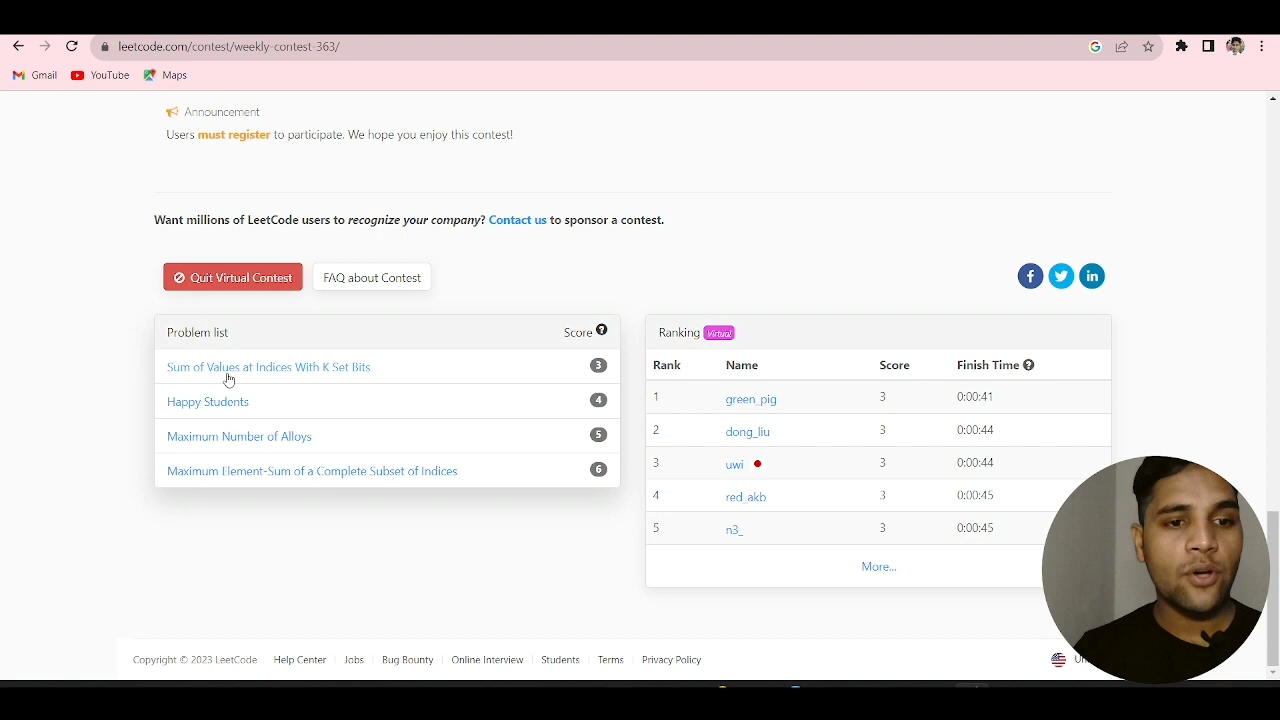 leetcode.com/contest/weekly-contest-363/
Gmail YouTube Maps
Announcement
Users must register to participate. We hope you enjoy this contest!
Want millions of LeetCode users to recognize your company? Contact us to sponsor a contest.
Quit Virtual Contest FAQ about Contest
Problem list Score
Sum of Values at Indices With K Set Bits 3
Happy Students 4
Maximum Number of Alloys 5
Maximum Element-Sum of a Complete Subset of Indices 6
Ranking Virtual
Rank Name Score Finish Time
1 green_pig 3 0:00:41
2 dong_liu 3 0:00:44
3 uwi 3 0:00:44
4 red_akb 3 0:00:45
5 n3_ 3 0:00:45
More...
Copyright © 2023 LeetCode Help Center Jobs Bug Bounty Online Interview Students Terms Privacy Policy